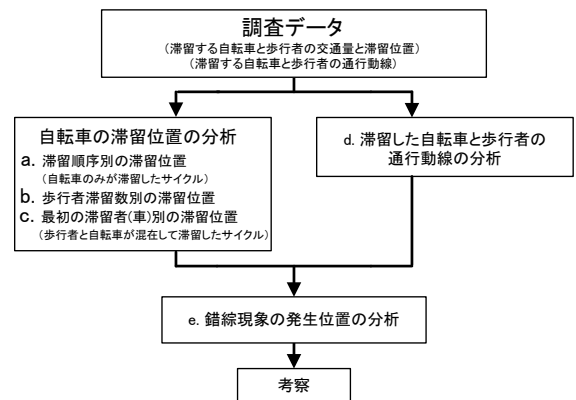 調査データ
(滞留する自転車と歩行者の交通量と滞留位置)
(滞留する自転車と歩行者の通行動線)
自転車の滞留位置の分析
a. 滞留順序別の滞留位置
(自転車のみが滞留したサイクル)
b. 歩行者滞留数別の滞留位置
c. 最初の滞留者(車)別の滞留位置
(歩行者と自転車が混在して滞留したサイクル)
d. 滞留した自転車と歩行者の
通行動線の分析
e. 錯綜現象の発生位置の分析
考察